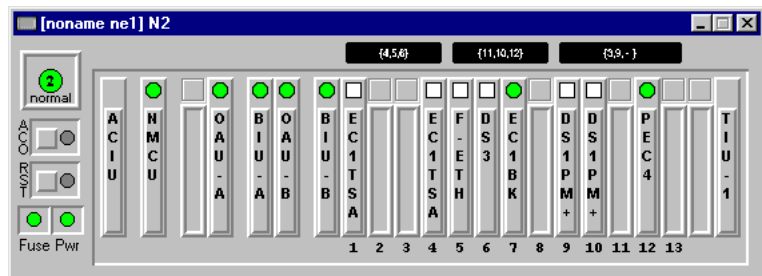 [noname ne1] N2
{4,5,6} {11,10,12} {3,9,- }
2
normal
ACO
RST
Fuse Pwr
ACIU
NMCU
OAU-A
BIU-A
OAU-B
BIU-B
EC1TSA
EC1TSA
F-ETH
DS3
EC1BK
DS1PM+
DS1PM+
PEC4
TIU-1
1 2 3 4 5 6 7 8 9 10 11 12 13